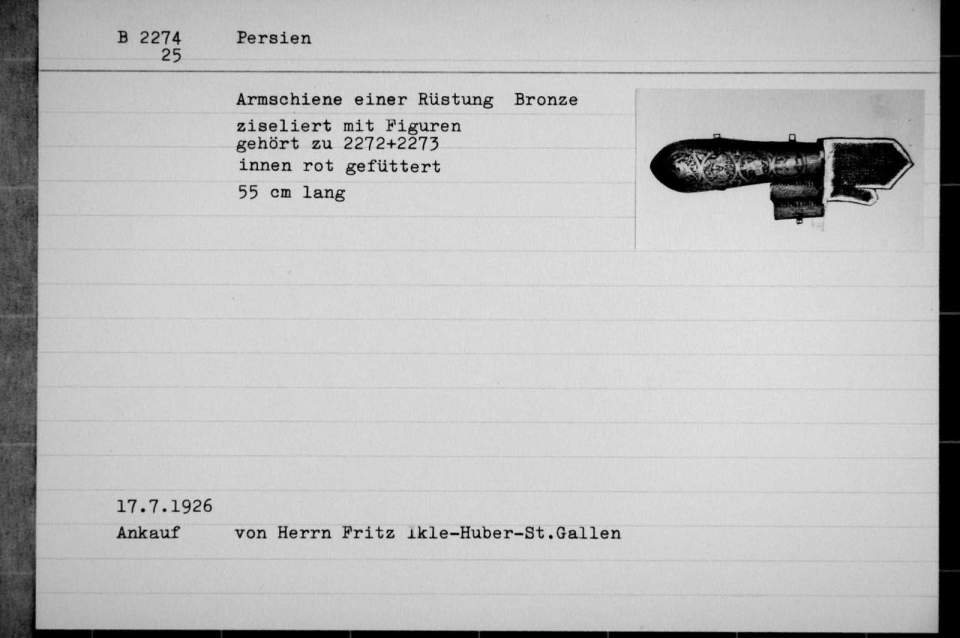 B 2274 Persien
25
Armschiene einer Rüstung Bronze
ziseliert mit Figuren
gehört zu 2272+2273
innen rot gefüttert
55 cm lang
17.7.1926
Ankauf von Herrn Fritz Ikle-Huber-St.Gallen